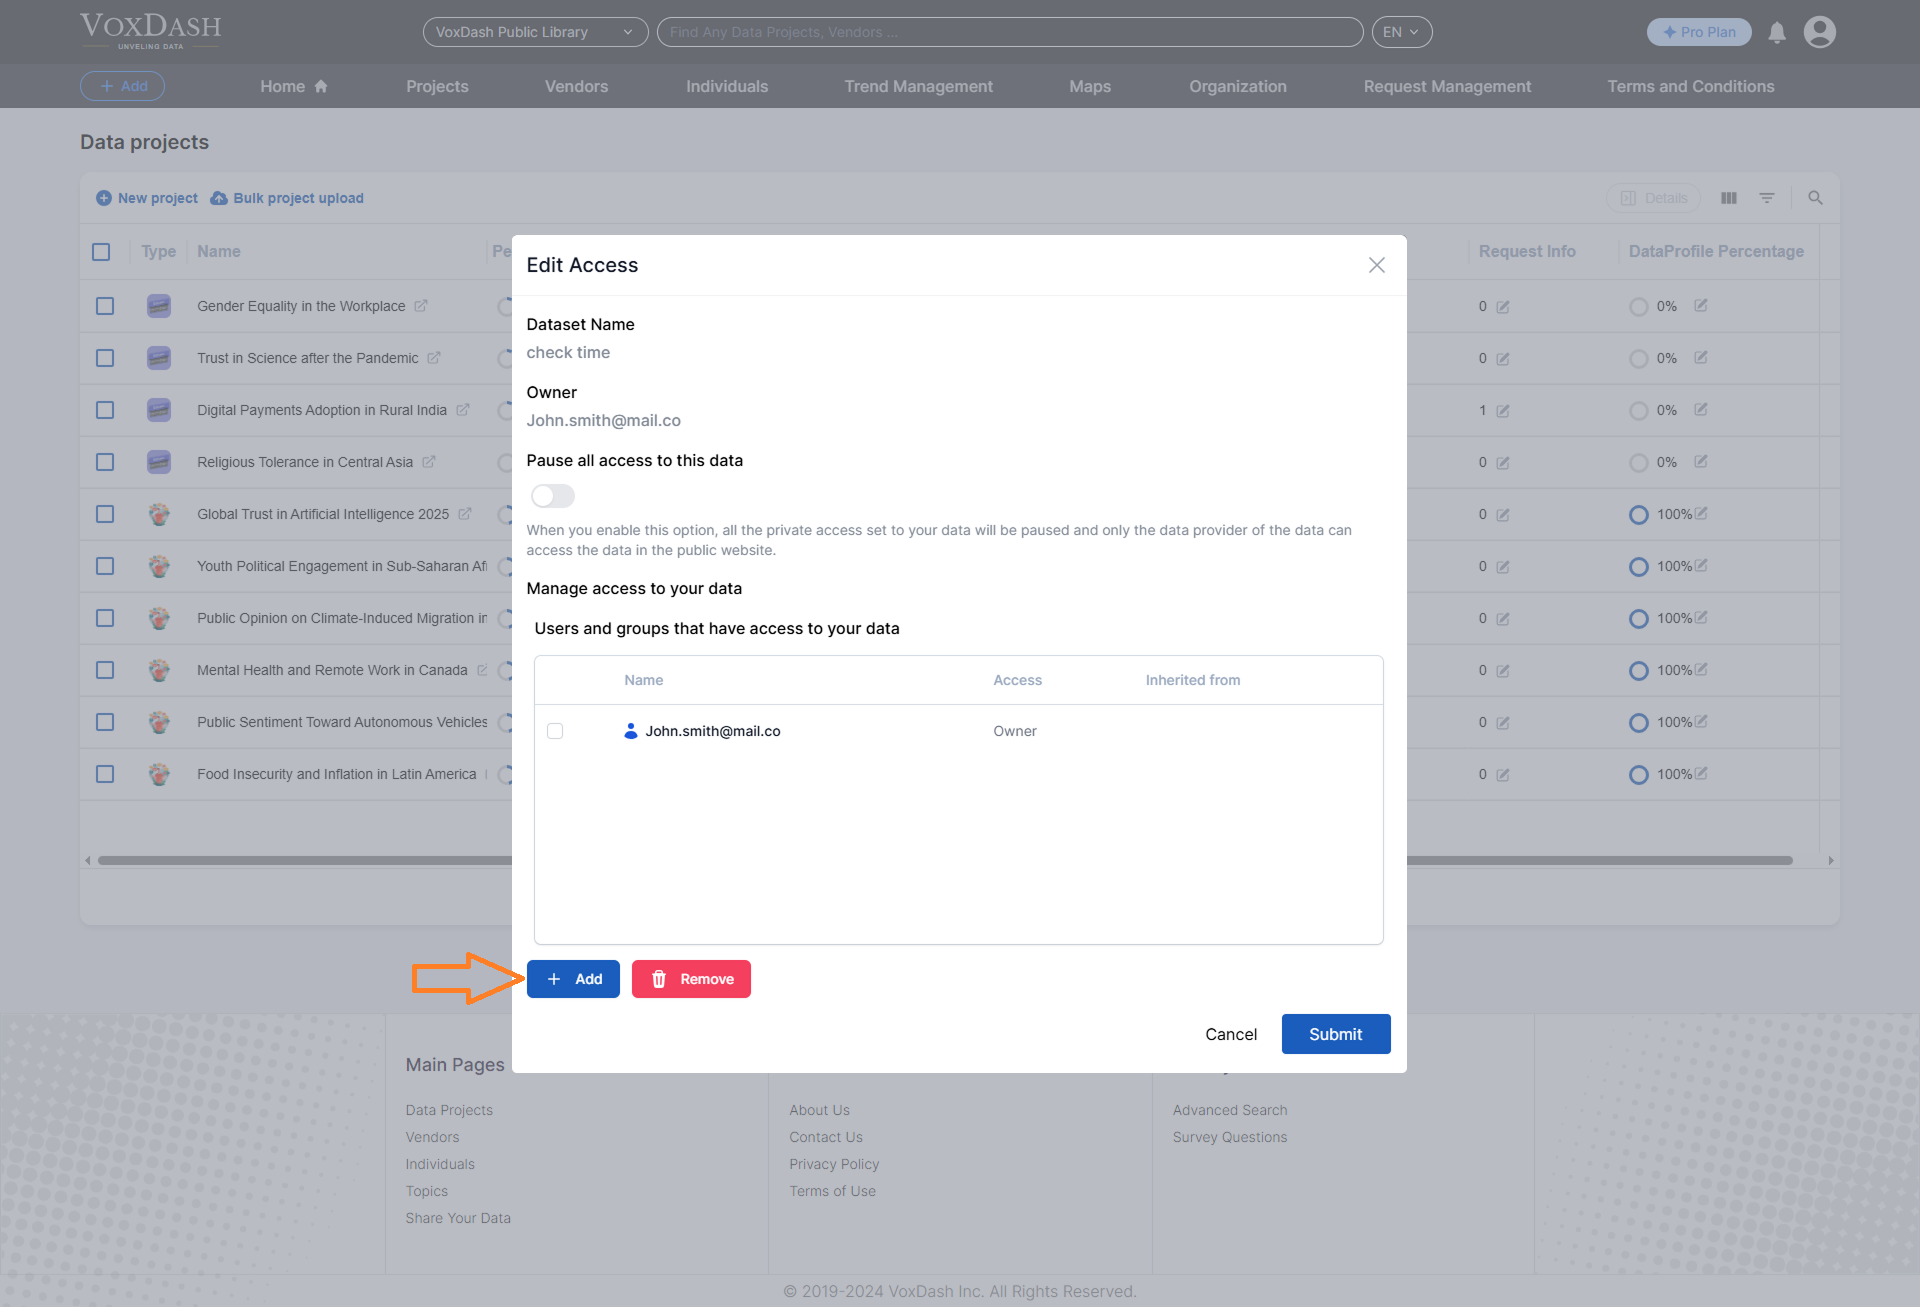 VOXDASH
UNVELING DATA
VoxDash Public Library
Find Any Data Projects, Vendors ...
EN
Pro Plan
Add
Home
Projects
Vendors
Individuals
Trend Management
Maps
Organization
Request Management
Terms and Conditions
Data projects
New project
Bulk project upload
Details
Type
Name
Pe
Request Info
DataProfile Percentage
Gender Equality in the Workplace
0
0%
Trust in Science after the Pandemic
0
0%
Digital Payments Adoption in Rural India
1
0%
Religious Tolerance in Central Asia
0
0%
Global Trust in Artificial Intelligence 2025
0
100%
Youth Political Engagement in Sub-Saharan Afr
0
100%
Public Opinion on Climate-Induced Migration in
0
100%
Mental Health and Remote Work in Canada
0
100%
Public Sentiment Toward Autonomous Vehicles
0
100%
Food Insecurity and Inflation in Latin America
0
100%
Edit Access
Dataset Name
check time
Owner
John.smith@mail.co
Pause all access to this data
When you enable this option, all the private access set to your data will be paused and only the data provider of the data can
access the data in the public website.
Manage access to your data
Users and groups that have access to your data
Name
Access
Inherited from
John.smith@mail.co
Owner
Add
Remove
Cancel
Submit
Main Pages
Data Projects
Vendors
Individuals
Topics
Share Your Data
About Us
Contact Us
Privacy Policy
Terms of Use
Advanced Search
Survey Questions
© 2019-2024 VoxDash Inc. All Rights Reserved.